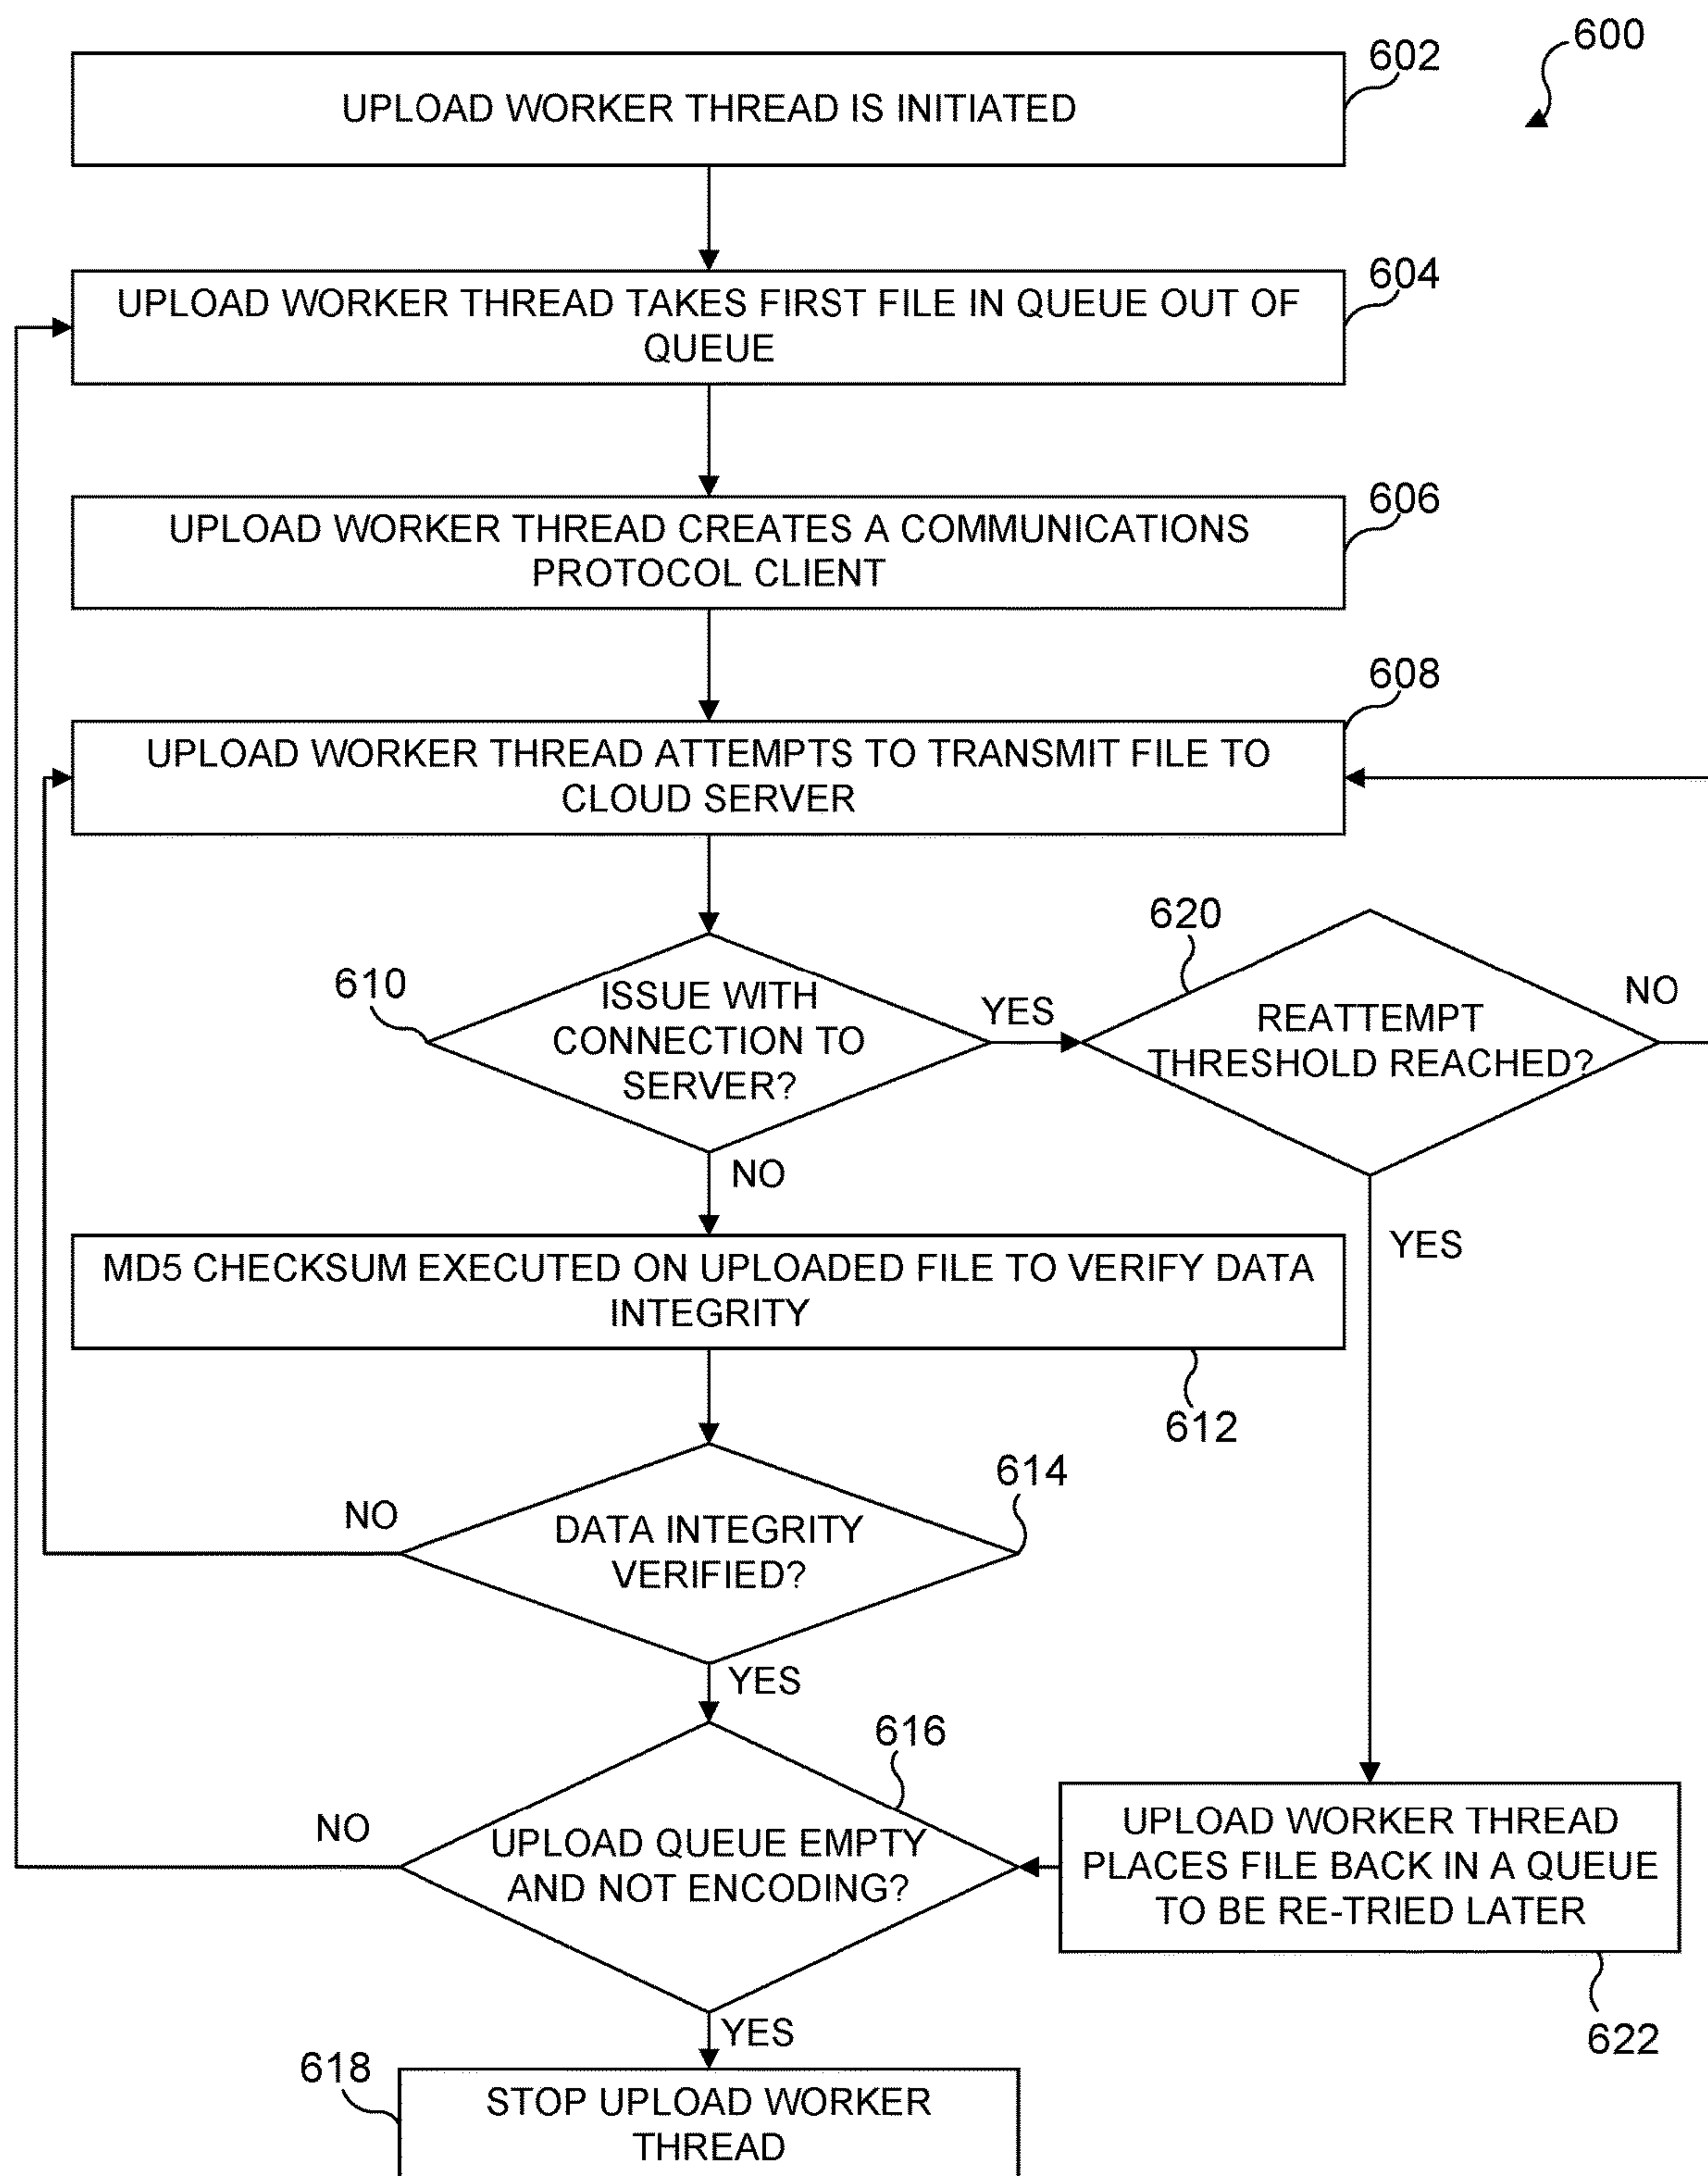 600
602
UPLOAD WORKER THREAD IS INITIATED
604
UPLOAD WORKER THREAD TAKES FIRST FILE IN QUEUE OUT OF
QUEUE
606
UPLOAD WORKER THREAD CREATES A COMMUNICATIONS
PROTOCOL CLIENT
608
UPLOAD WORKER THREAD ATTEMPTS TO TRANSMIT FILE TO
CLOUD SERVER
610
ISSUE WITH
CONNECTION TO
SERVER?
YES
620
REATTEMPT
THRESHOLD REACHED?
NO
NO
YES
MD5 CHECKSUM EXECUTED ON UPLOADED FILE TO VERIFY DATA
INTEGRITY
612
614
NO
DATA INTEGRITY
VERIFIED?
YES
616
NO
UPLOAD QUEUE EMPTY
AND NOT ENCODING?
UPLOAD WORKER THREAD
PLACES FILE BACK IN A QUEUE
TO BE RE-TRIED LATER
622
YES
618
STOP UPLOAD WORKER
THREAD